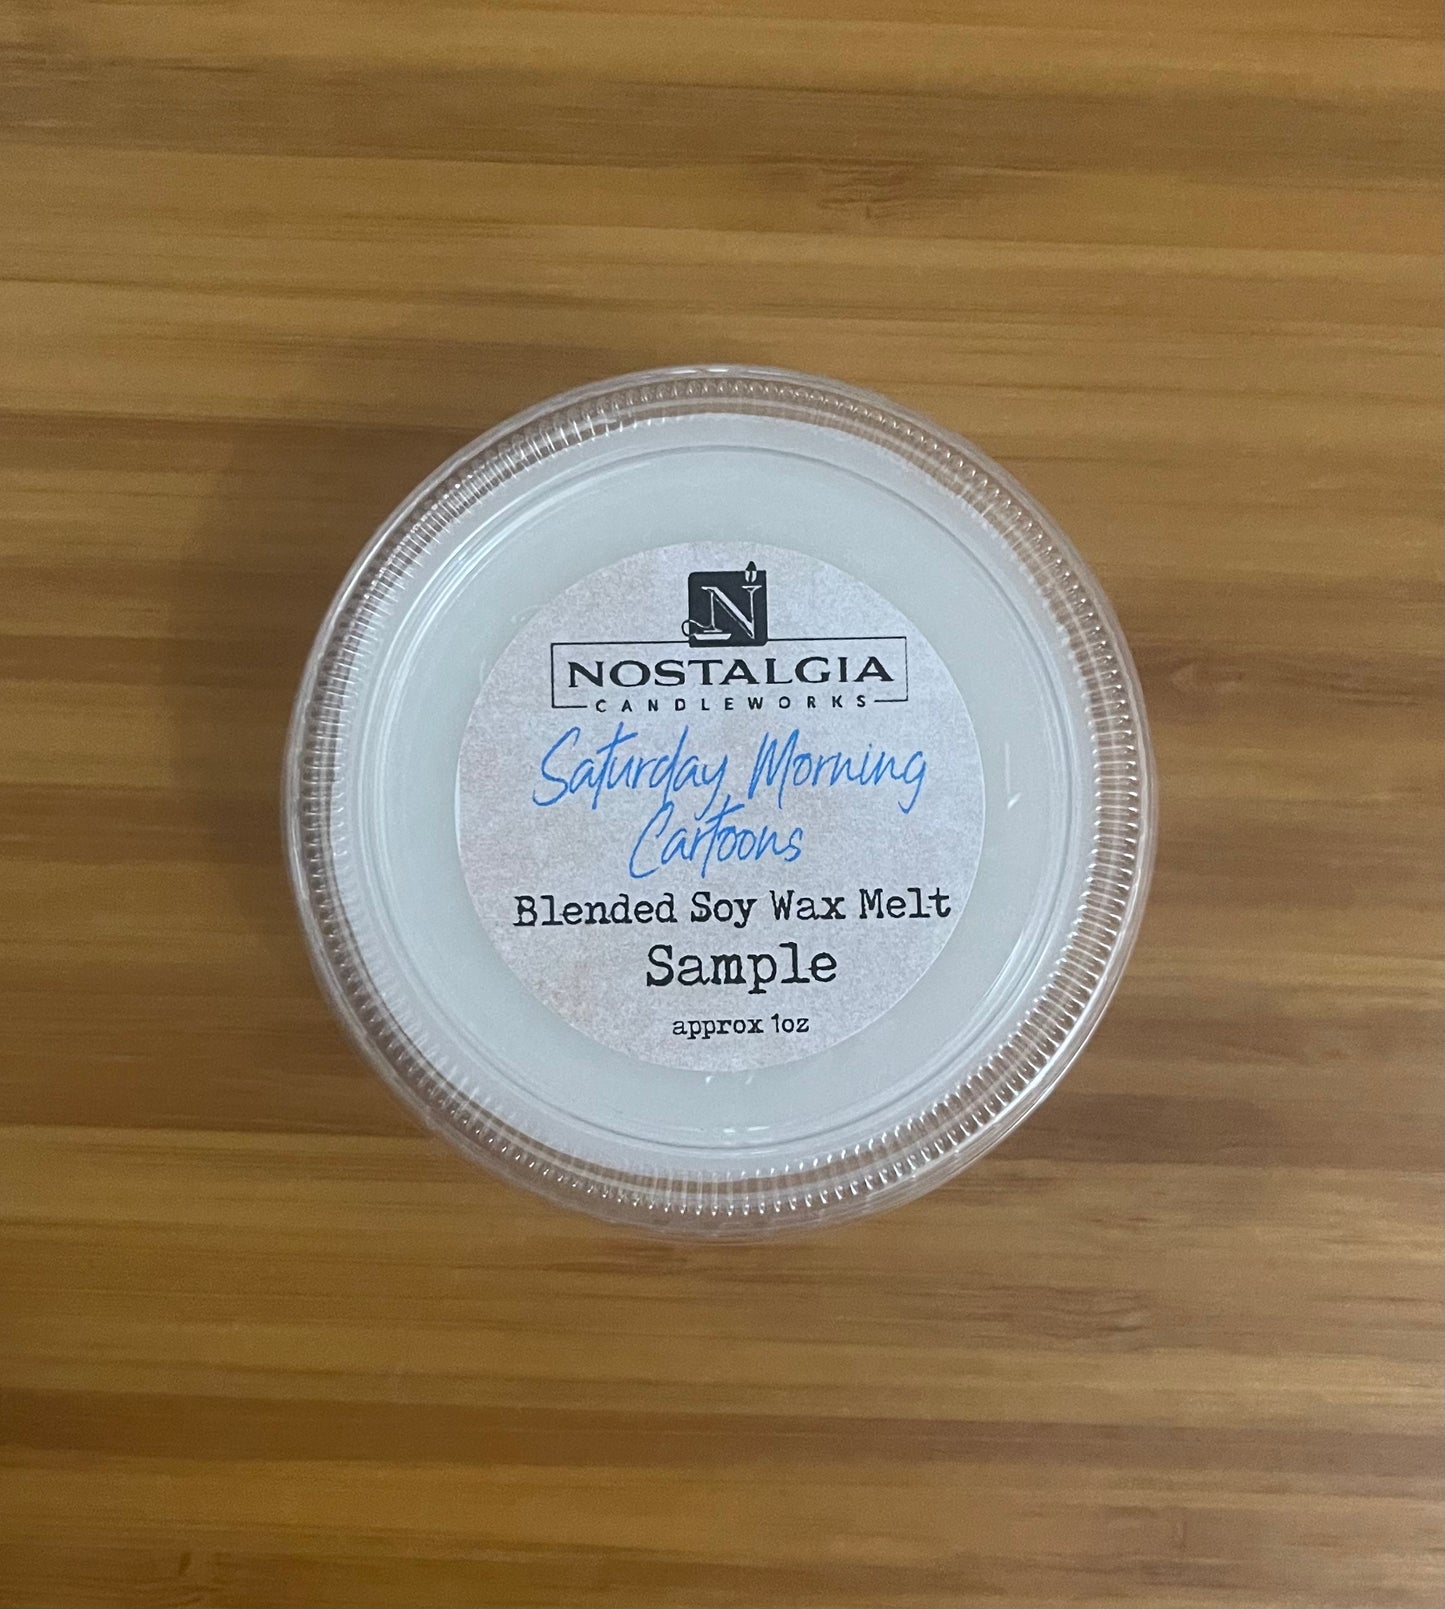 N
NOSTALGIA
CANDLEWORKS
Saturday Morning
Cartoons
Blended Soy Wax Melt
Sample
approx 1oz